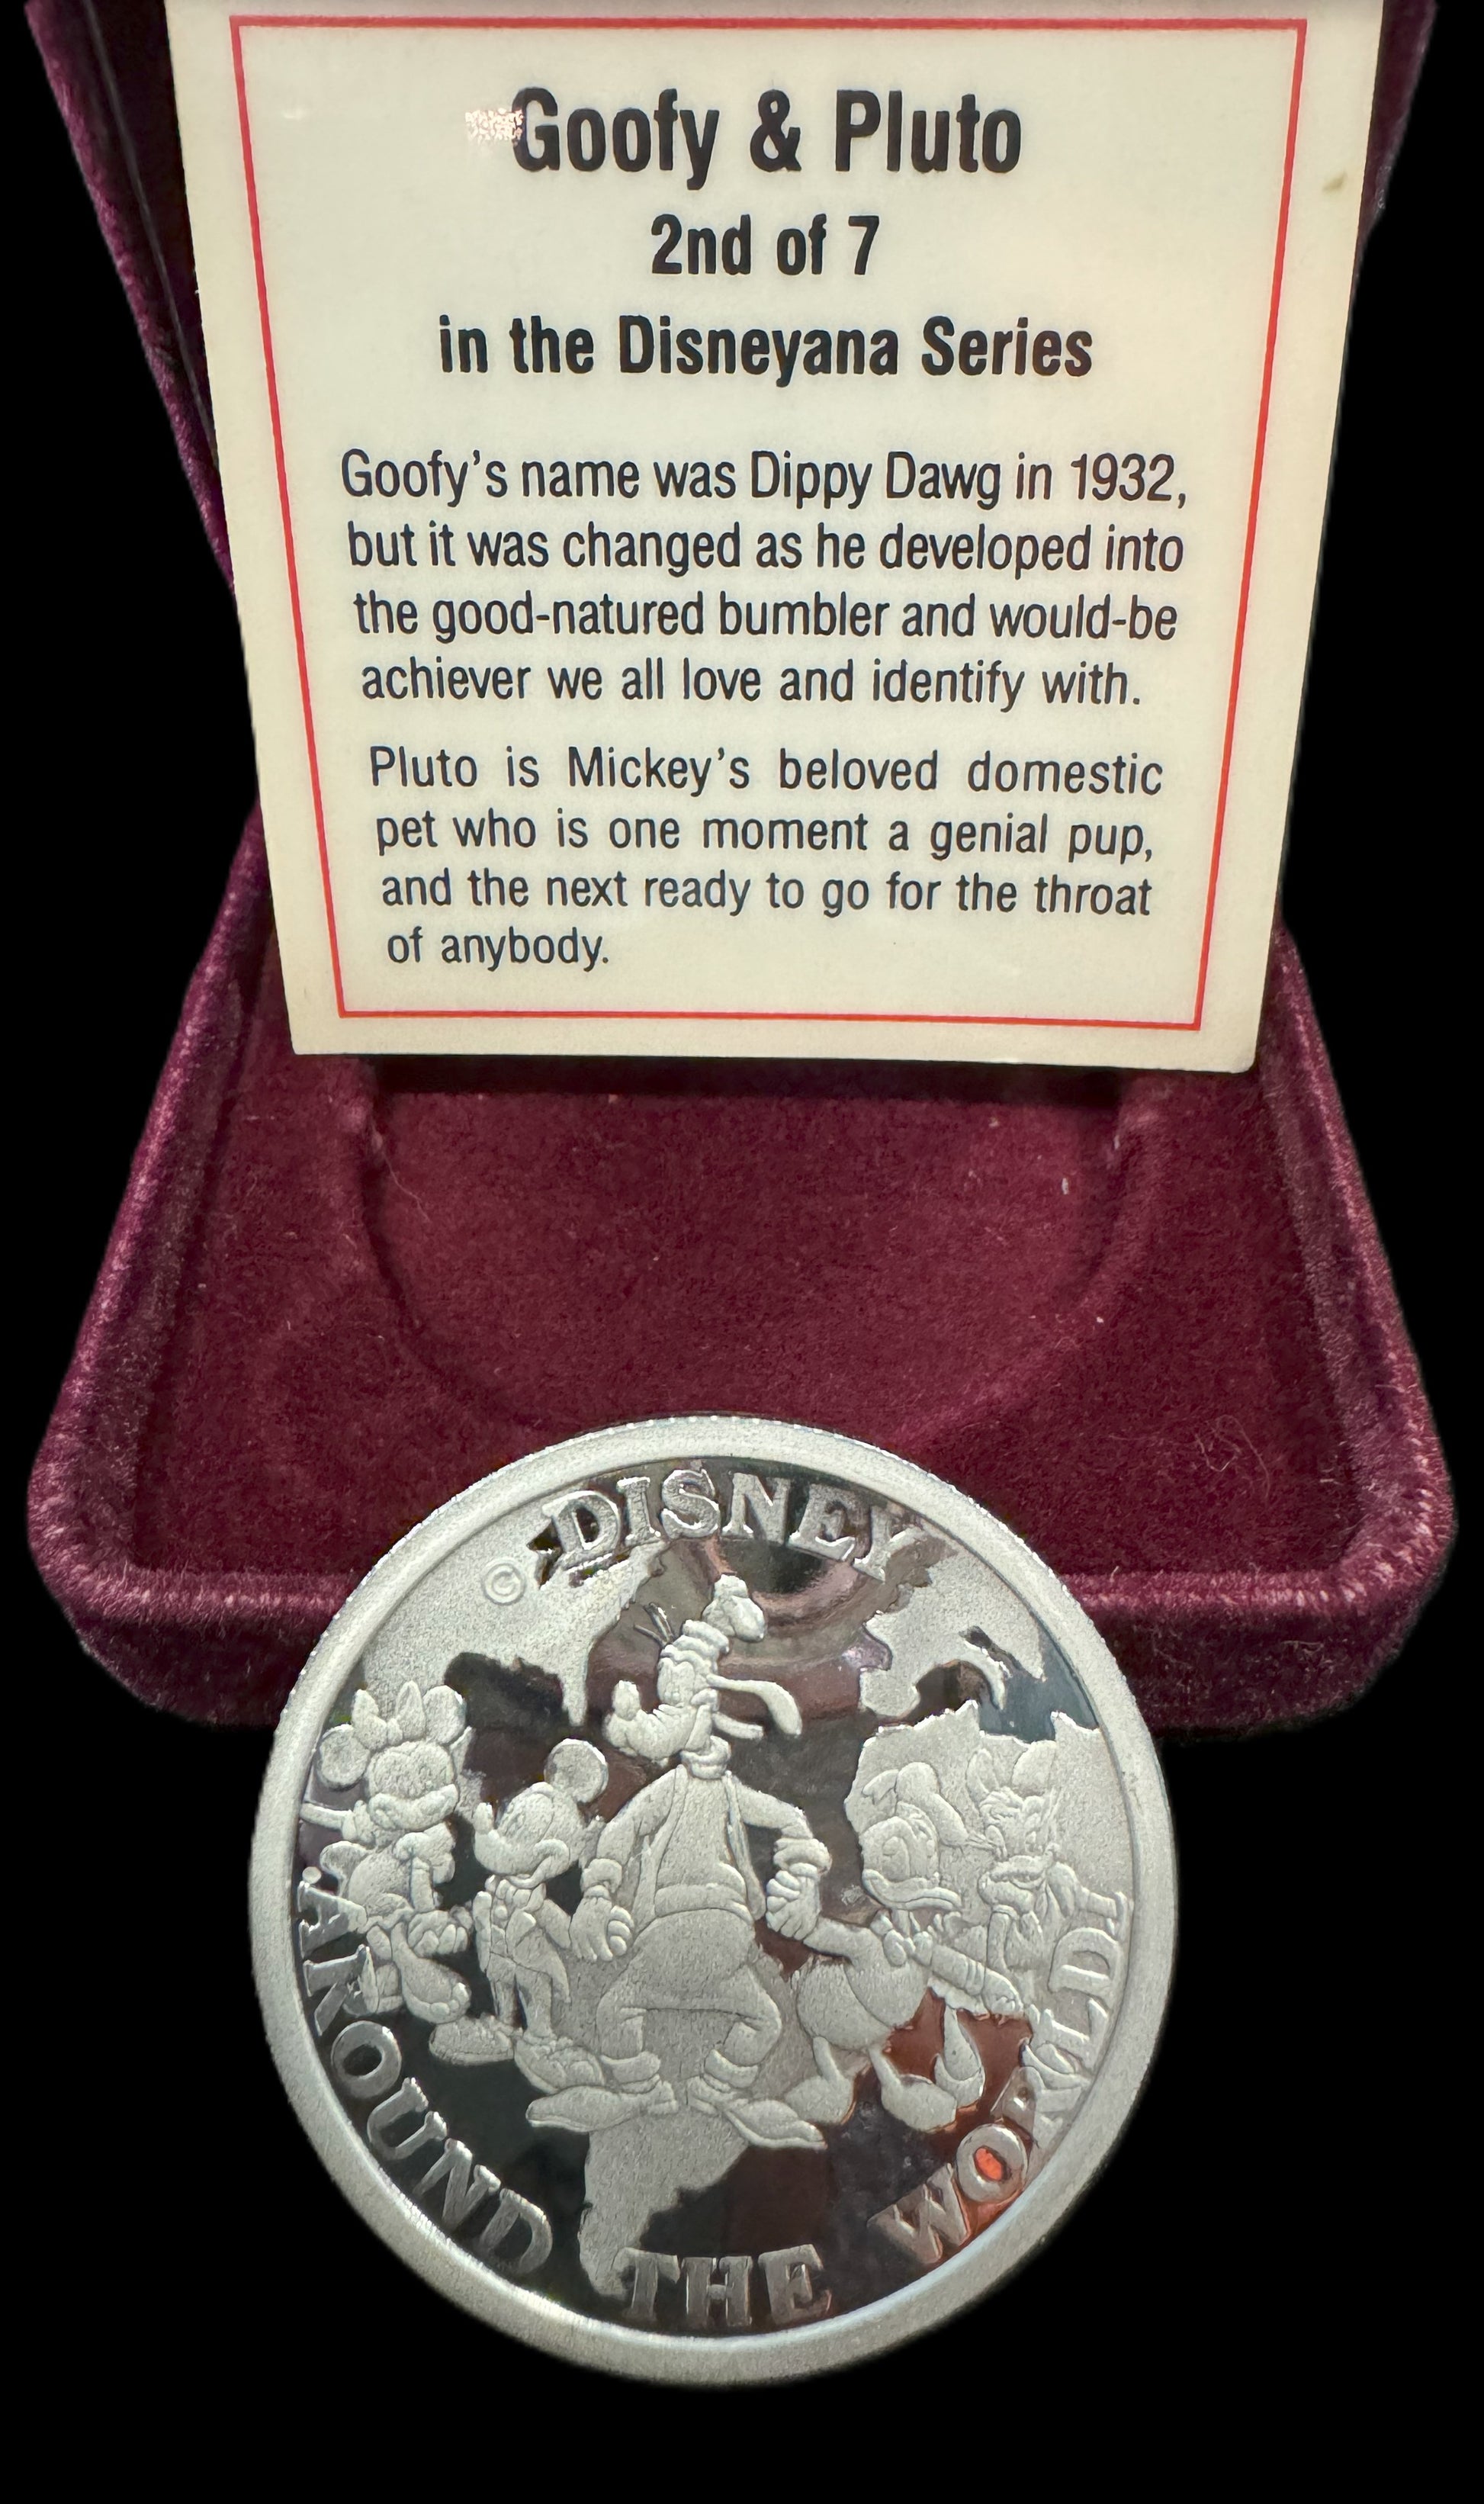 Goofy & Pluto
2nd of 7
in the Disneyana Series
Goofy's name was Dippy Dawg in 1932,
but it was changed as he developed into
the good-natured bumbler and would-be
achiever we all love and identify with.
Pluto is Mickey's beloved domestic
pet who is one moment a genial pup,
and the next ready to go for the throat
of anybody.
© DISNEY
AROUND THE WORLD!